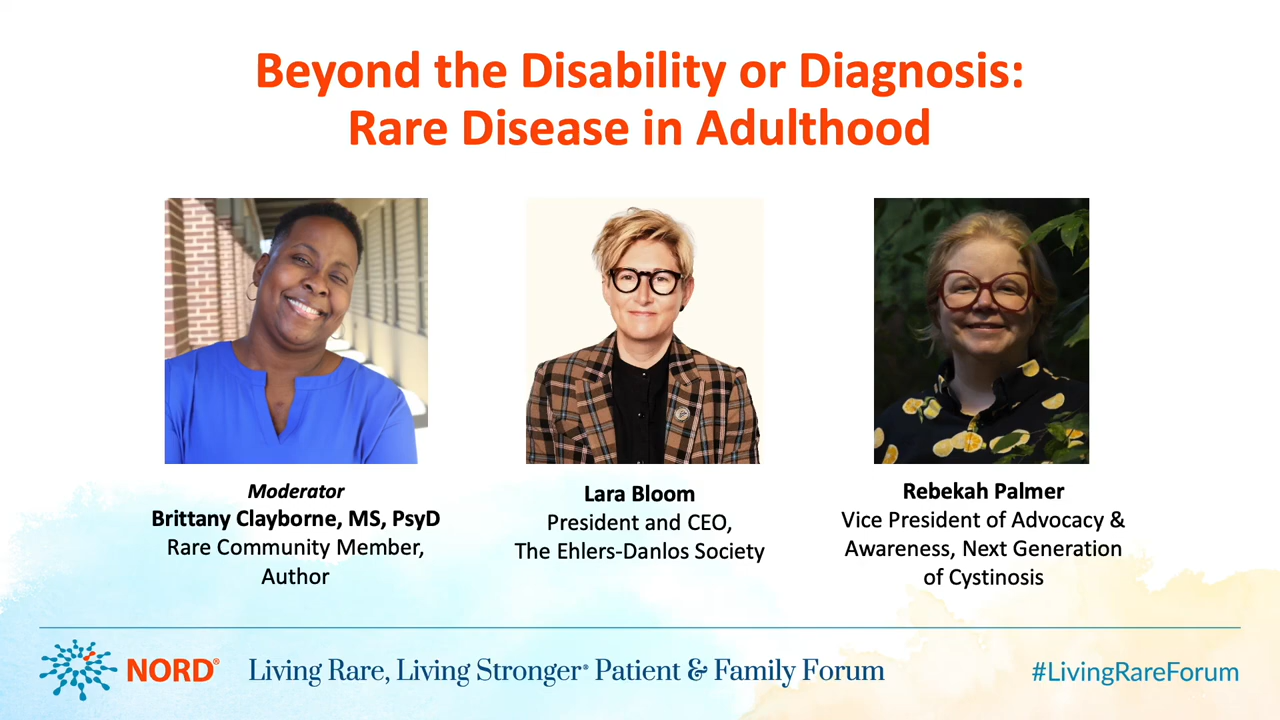 Beyond the Disability or Diagnosis:
Rare Disease in Adulthood
Moderator
Brittany Clayborne, MS, PsyD
Rare Community Member,
Author
Lara Bloom
President and CEO,
The Ehlers-Danlos Society
Rebekah Palmer
Vice President of Advocacy &
Awareness, Next Generation
of Cystinosis
NORD®
Living Rare, Living Stronger® Patient & Family Forum
#LivingRareForum